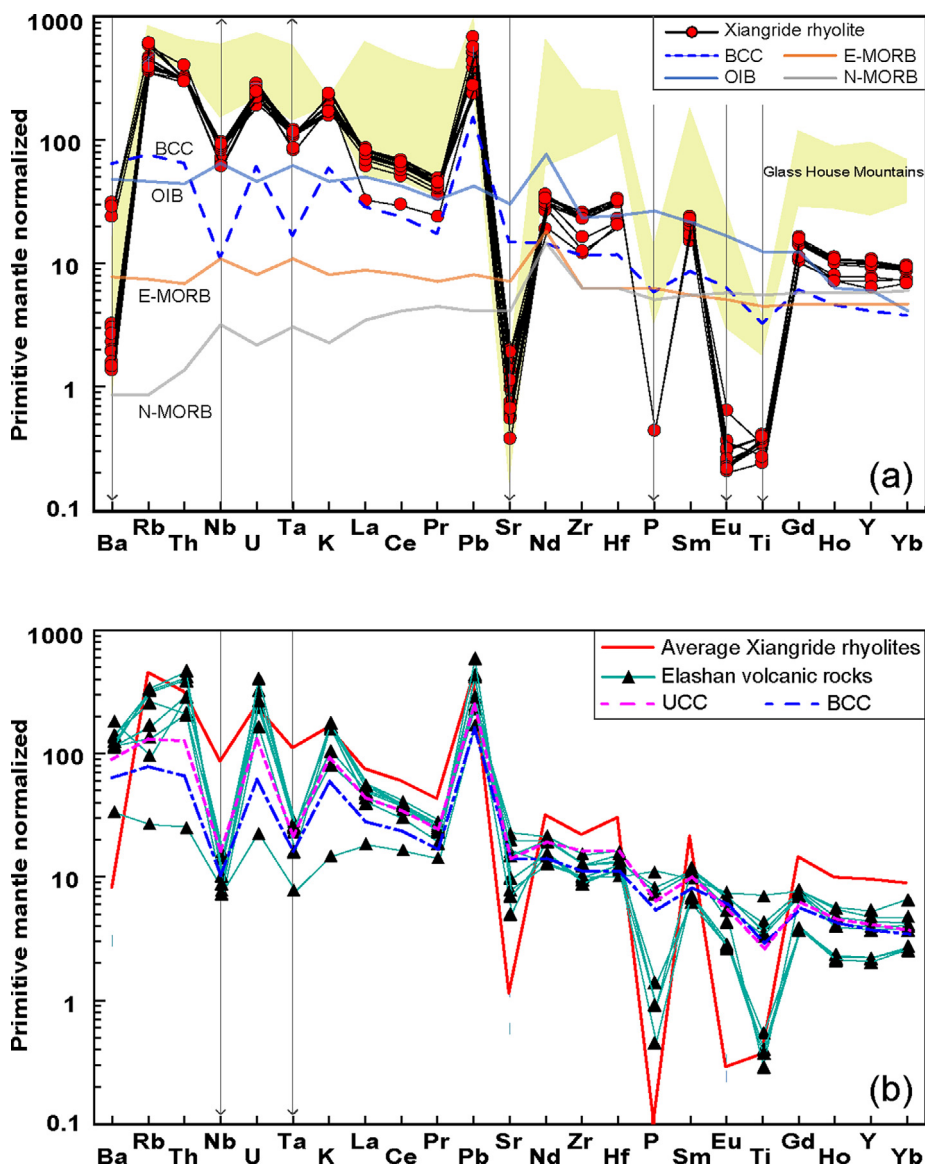 1000
100
10
1
0.1
Primitive mantle normalized
Xiangride rhyolite
BCC E-MORB
OIB N-MORB
BCC
OIB
E-MORB
N-MORB
Glass House Mountains
(a)
Ba Rb Th Nb U Ta K La Ce Pr Pb Sr Nd Zr Hf P Sm Eu Ti Gd Ho Y Yb
1000
100
10
1
0.1
Primitive mantle normalized
Average Xiangride rhyolites
Elashan volcanic rocks
UCC BCC
(b)
Ba Rb Th Nb U Ta K La Ce Pr Pb Sr Nd Zr Hf P Sm Eu Ti Gd Ho Y Yb